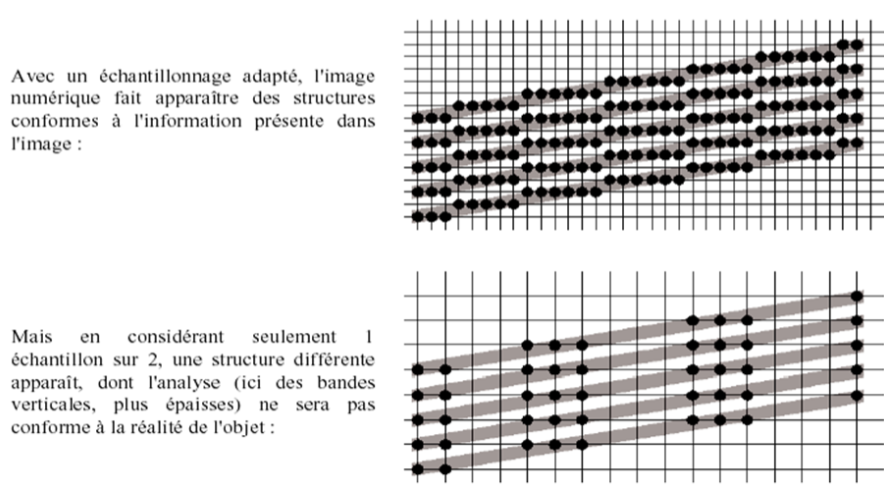 Avec un échantillonnage adapté, l'image
numérique fait apparaître des structures
conformes à l'information présente dans
l'image :
Mais en considérant seulement 1
échantillon sur 2, une structure différente
apparaît, dont l'analyse (ici des bandes
verticales, plus épaisses) ne sera pas
conforme à la réalité de l'objet :